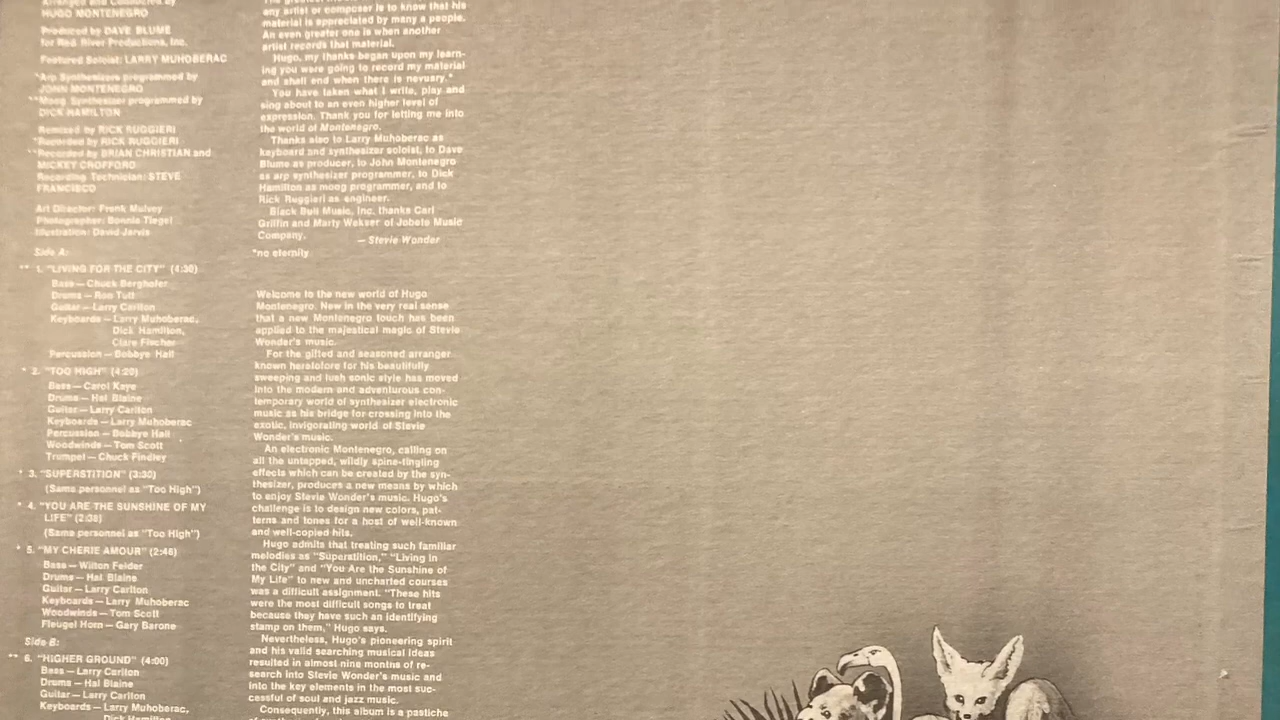 Arranged and Conducted by
HUGO MONTENEGRO
Produced by DAVE BLUME
for Red River Productions, Inc.
Featured Soloist: LARRY MUHOBERAC
*Arp Synthesizers programmed by
JOHN MONTENEGRO
**Moog Synthesizer programmed by
DICK HAMILTON
Remixed by RICK RUGGIERI
*Recorded by RICK RUGGIERI
**Recorded by BRIAN CHRISTIAN and
MICKEY CROFFORD
Recording Technician: STEVE
FRANCISCO
Art Director: Frank Mulvey
Photographer: Bonnie Tiegel
Illustration: David Jarvis
Side A:
** 1. "LIVING FOR THE CITY" (4:30)
Bass—Chuck Berghofer
Drums—Ron Tutt
Guitar—Larry Carlton
Keyboards—Larry Muhoberac,
Dick Hamilton,
Clare Fischer
Percussion—Bobbye Hall
* 2. "TOO HIGH" (4:20)
Bass—Carol Kaye
Drums—Hal Blaine
Guitar—Larry Carlton
Keyboards—Larry Muhoberac
Percussion—Bobbye Hall
Woodwinds—Tom Scott
Trumpet—Chuck Findley
* 3. "SUPERSTITION" (3:30)
(Same personnel as "Too High")
* 4. "YOU ARE THE SUNSHINE OF MY
LIFE" (2:38)
(Same personnel as "Too High")
* 5. "MY CHERIE AMOUR" (2:46)
Bass—Wilton Felder
Drums—Hal Blaine
Guitar—Larry Carlton
Keyboards—Larry Muhoberac
Woodwinds—Tom Scott
Fleugel Horn—Gary Barone
Side B:
** 6. "HIGHER GROUND" (4:00)
Bass—Larry Carlton
Drums—Hal Blaine
Guitar—Larry Carlton
Keyboards—Larry Muhoberac,
Dick Hamilton
any artist or composer is to know that his
material is appreciated by many a people.
An even greater one is when another
artist records that material.
Hugo, my thanks began upon my learn-
ing you were going to record my material
and shall end when there is nevuary.*
You have taken what I write, play and
sing about to an even higher level of
expression. Thank you for letting me into
the world of Montenegro.
Thanks also to Larry Muhoberac as
keyboard and synthesizer soloist, to Dave
Blume as producer, to John Montenegro
as arp synthesizer programmer, to Dick
Hamilton as moog programmer, and to
Rick Ruggieri as engineer.
Black Bull Music, Inc. thanks Carl
Griffin and Marty Wekser of Jobete Music
Company.
— Stevie Wonder
*no eternity
Welcome to the new world of Hugo
Montenegro. New in the very real sense
that a new Montenegro touch has been
applied to the majestical magic of Stevie
Wonder's music.
For the gifted and seasoned arranger
known heretofore for his beautifully
sweeping and lush sonic style has moved
into the modern and adventurous con-
temporary world of synthesizer electronic
music as his bridge for crossing into the
exotic, invigorating world of Stevie
Wonder's music.
An electronic Montenegro, calling on
all the untapped, wildly spine-tingling
effects which can be created by the syn-
thesizer, produces a new means by which
to enjoy Stevie Wonder's music. Hugo's
challenge is to design new colors, pat-
terns and tones for a host of well-known
and well-copied hits.
Hugo admits that treating such familiar
melodies as "Superstition," "Living in
the City" and "You Are the Sunshine of
My Life" to new and uncharted courses
was a difficult assignment. "These hits
were the most difficult songs to treat
because they have such an identifying
stamp on them," Hugo says.
Nevertheless, Hugo's pioneering spirit
and his valid searching musical ideas
resulted in almost nine months of re-
search into Stevie Wonder's music and
into the key elements in the most suc-
cessful of soul and jazz music.
Consequently, this album is a pastiche